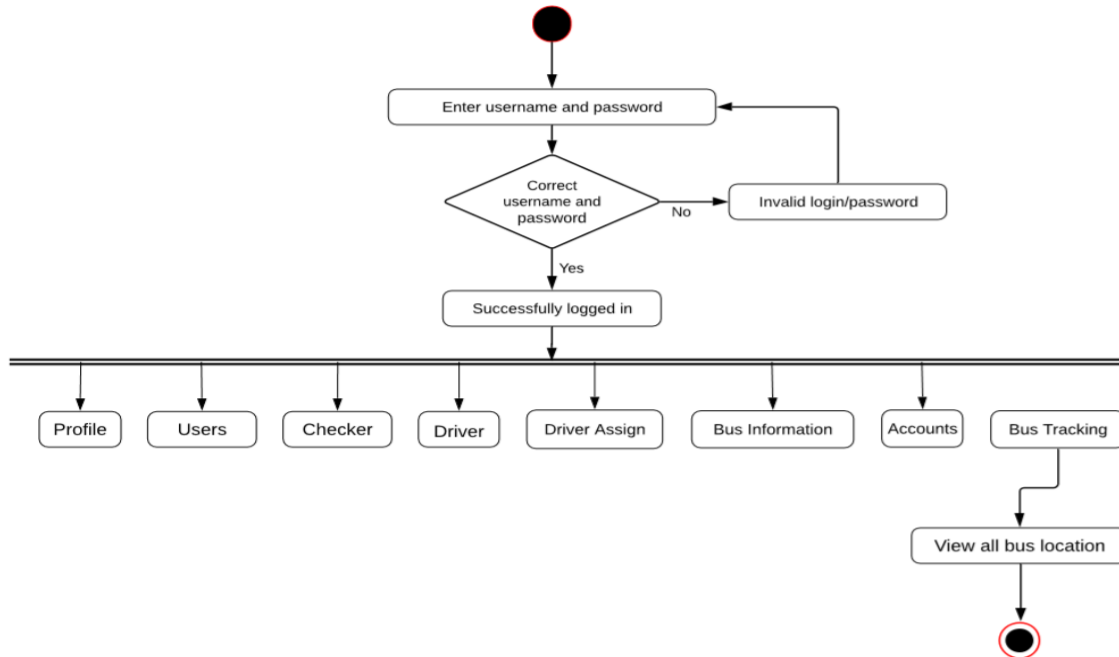 Enter username and password
Correct
username and
password
No
Invalid login/password
Yes
Successfully logged in
Profile
Users
Checker
Driver
Driver Assign
Bus Information
Accounts
Bus Tracking
View all bus location